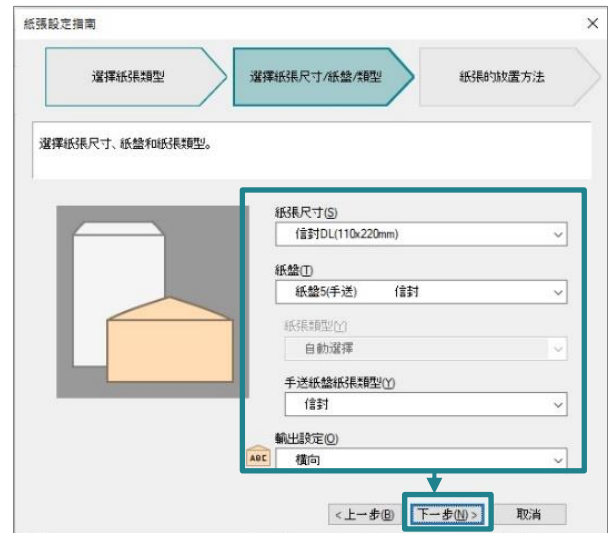 紙張設定指南
選擇紙張類型
選擇紙張尺寸/紙盤/類型
紙張的放置方法
選擇紙張尺寸、紙盤和紙張類型。
紙張尺寸(S)
信封DL(110x220mm)
紙盤(T)
紙盤5(手送) 信封
紙張類型(Y)
自動選擇
手送紙盤紙張類型(Y)
信封
輸出設定(O)
ABC
橫向
<上一步(B)
下一步(N)>
取消